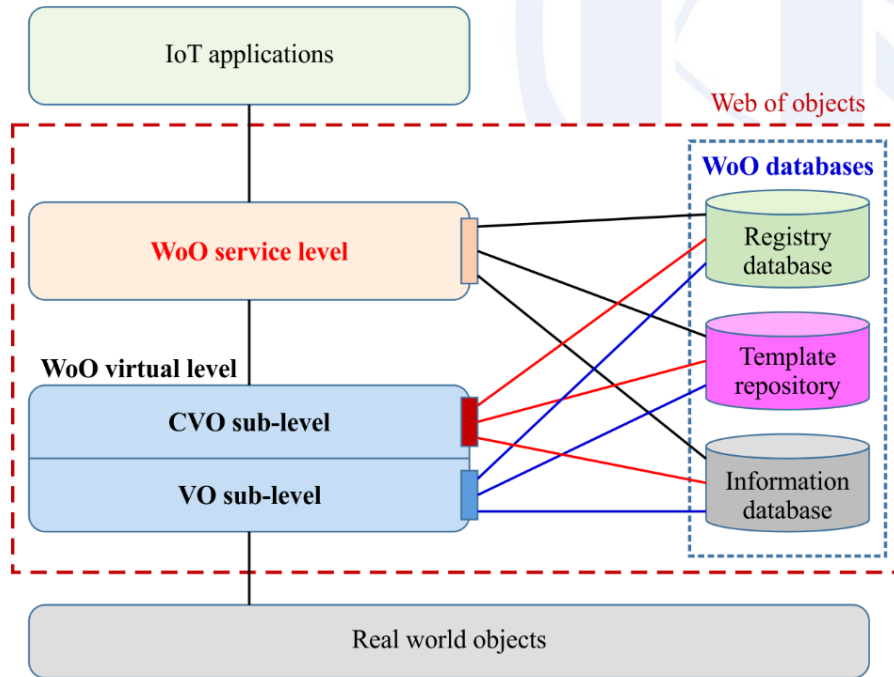 IoT applications
Web of objects
WoO databases
WoO service level
Registry
database
WoO virtual level
Template
repository
CVO sub-level
VO sub-level
Information
database
Real world objects